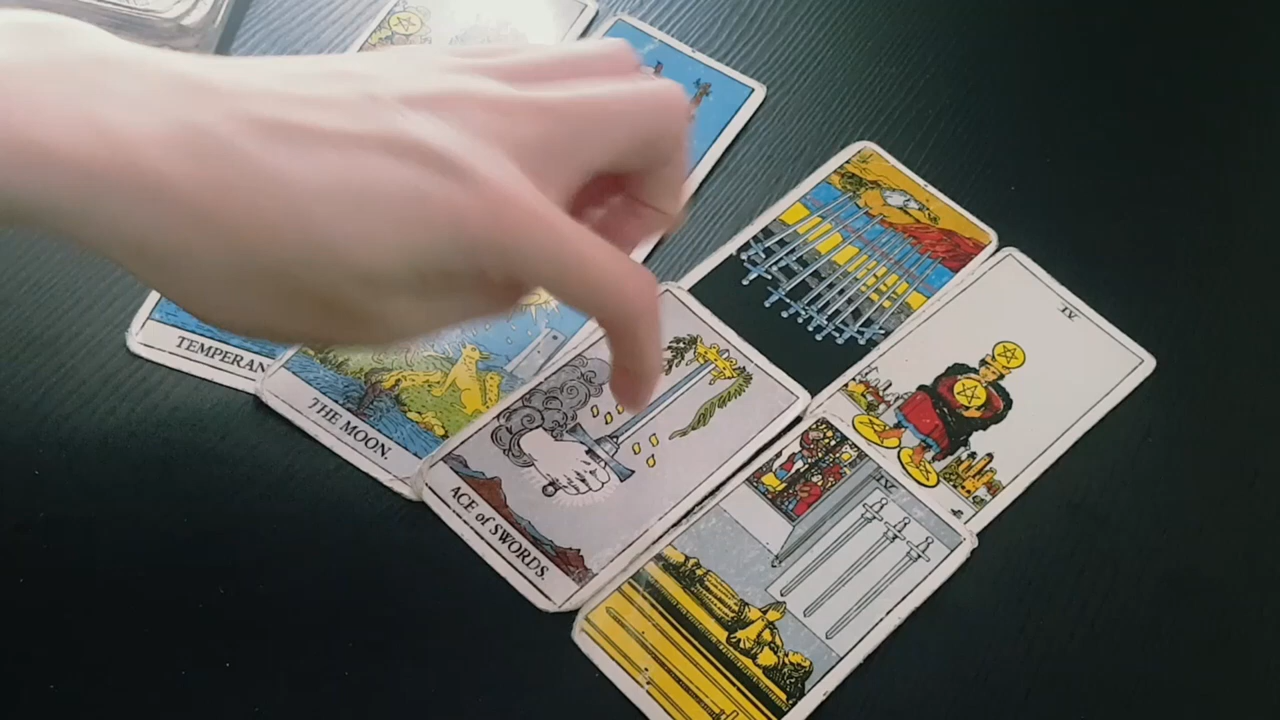 TEMPERAN
THE MOON.
ACE of SWORDS.
IV
IV